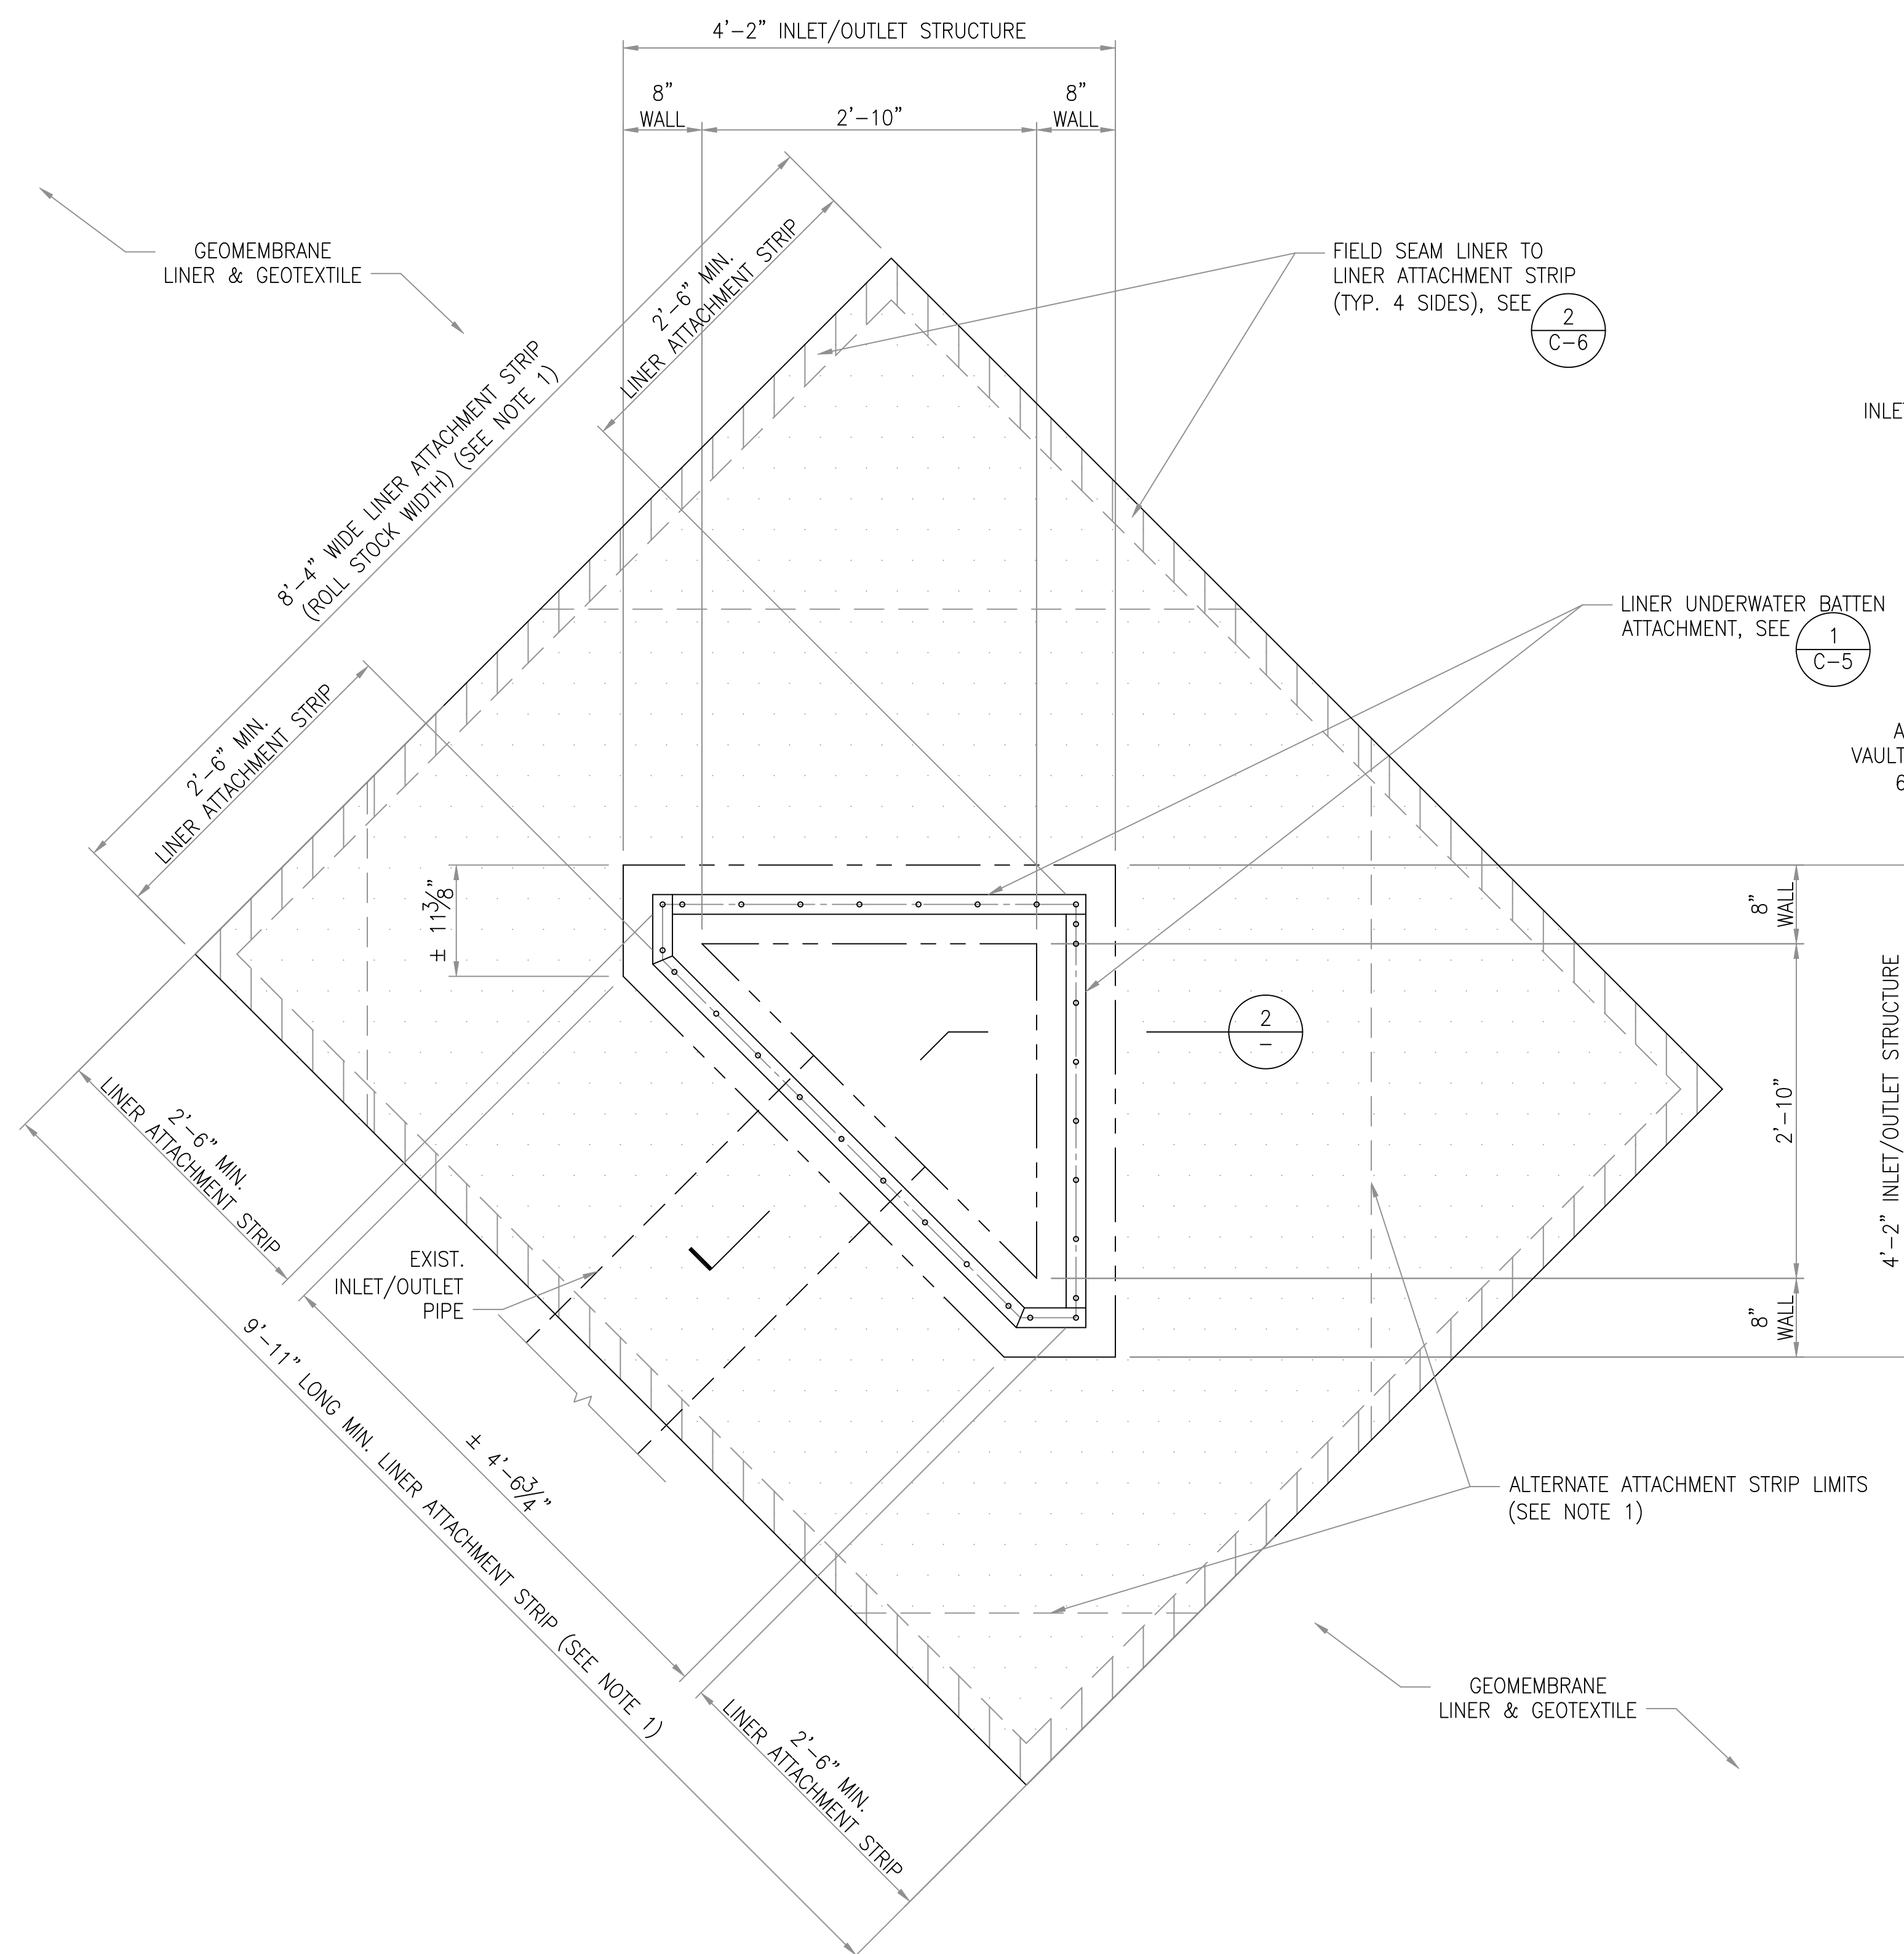 4'-2" INLET/OUTLET STRUCTURE
8"
WALL
2'-10"
8"
WALL
GEOMEMBRANE
LINER & GEOTEXTILE
2'-6" MIN.
LINER ATTACHMENT STRIP
FIELD SEAM LINER TO
LINER ATTACHMENT STRIP
(TYP. 4 SIDES), SEE
2
C-6
8'-4" WIDE LINER ATTACHMENT STRIP
(ROLL STOCK WIDTH) (SEE NOTE 1)
INLET
LINER UNDERWATER BATTEN
ATTACHMENT, SEE
1
C-5
2'-6" MIN.
LINER ATTACHMENT STRIP
A
VAULT
6
± 11 3/8"
8"
WALL
2'-10"
8"
WALL
4'-2" INLET/OUTLET STRUCTURE
2
-
2'-6" MIN.
LINER ATTACHMENT STRIP
EXIST.
INLET/OUTLET
PIPE
9'-11" LONG MIN. LINER ATTACHMENT STRIP (SEE NOTE 1)
± 4'-6 3/4"
ALTERNATE ATTACHMENT STRIP LIMITS
(SEE NOTE 1)
2'-6" MIN.
LINER ATTACHMENT STRIP
GEOMEMBRANE
LINER & GEOTEXTILE